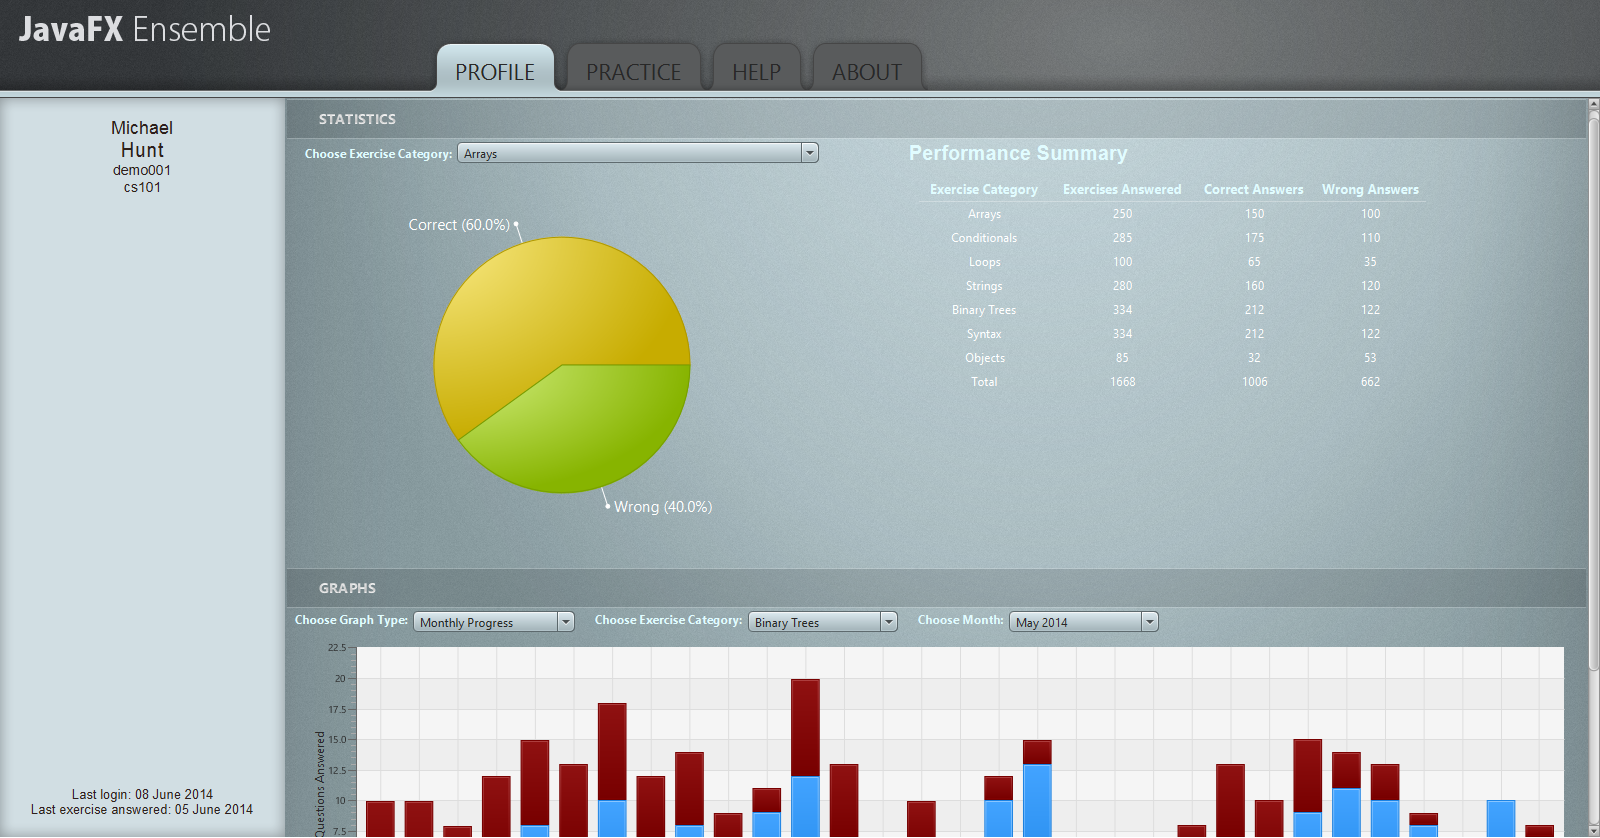 JavaFX Ensemble
PROFILE PRACTICE HELP ABOUT
Michael
Hunt
demo001
cs101
Last login: 08 June 2014
Last exercise answered: 05 June 2014
STATISTICS
Choose Exercise Category: Arrays
Correct (60.0%)
Wrong (40.0%)
Performance Summary
Exercise Category Exercises Answered Correct Answers Wrong Answers
Arrays 250 150 100
Conditionals 285 175 110
Loops 100 65 35
Strings 280 160 120
Binary Trees 334 212 122
Syntax 334 212 122
Objects 85 32 53
Total 1668 1006 662
GRAPHS
Choose Graph Type: Monthly Progress Choose Exercise Category: Binary Trees Choose Month: May 2014
22.5
20
17.5
15.0
12.5
10
7.5
Questions Answered